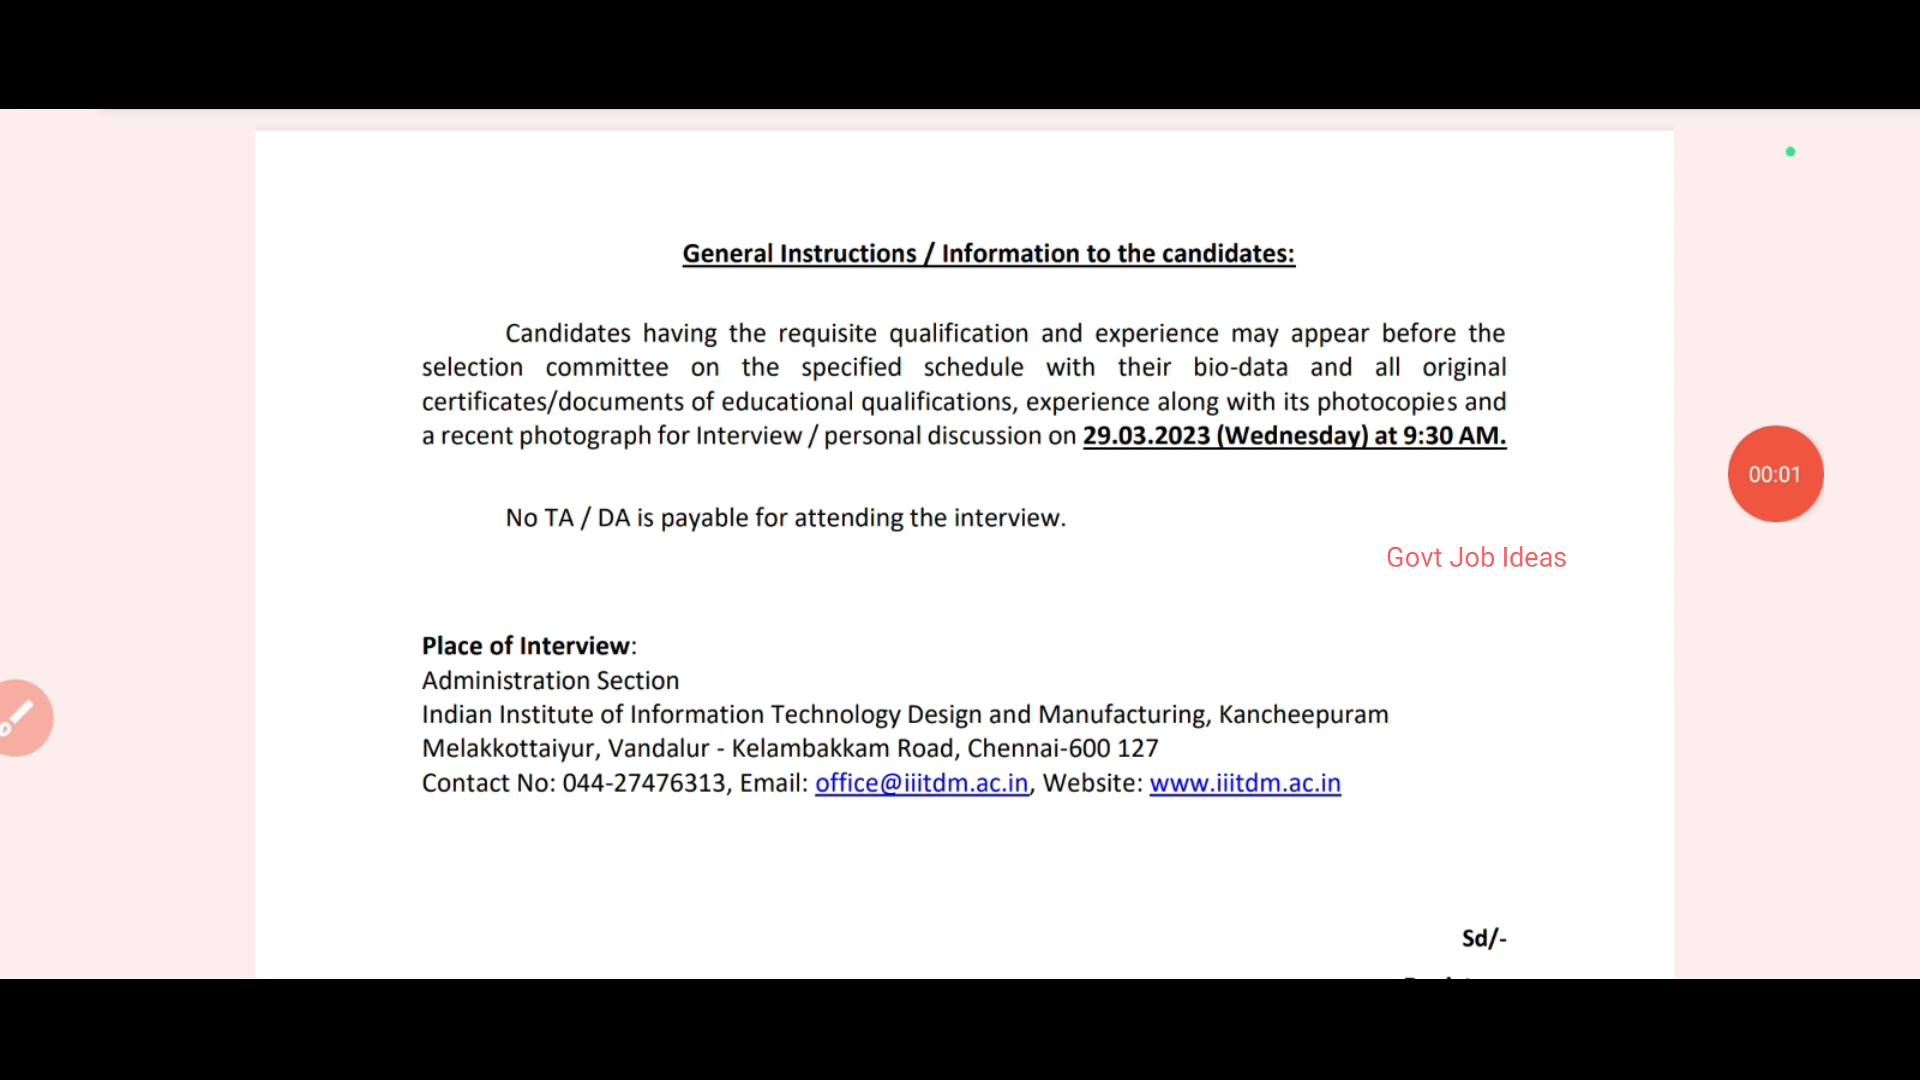 General Instructions / Information to the candidates:
Candidates having the requisite qualification and experience may appear before the
selection committee on the specified schedule with their bio-data and all original
certificates/documents of educational qualifications, experience along with its photocopies and
a recent photograph for Interview / personal discussion on 29.03.2023 (Wednesday) at 9:30 AM.
00:01
No TA / DA is payable for attending the interview.
Govt Job Ideas
Place of Interview:
Administration Section
Indian Institute of Information Technology Design and Manufacturing, Kancheepuram
Melakkottaiyur, Vandalur - Kelambakkam Road, Chennai-600 127
Contact No: 044-27476313, Email: office@iiitdm.ac.in, Website: www.iiitdm.ac.in
Sd/-